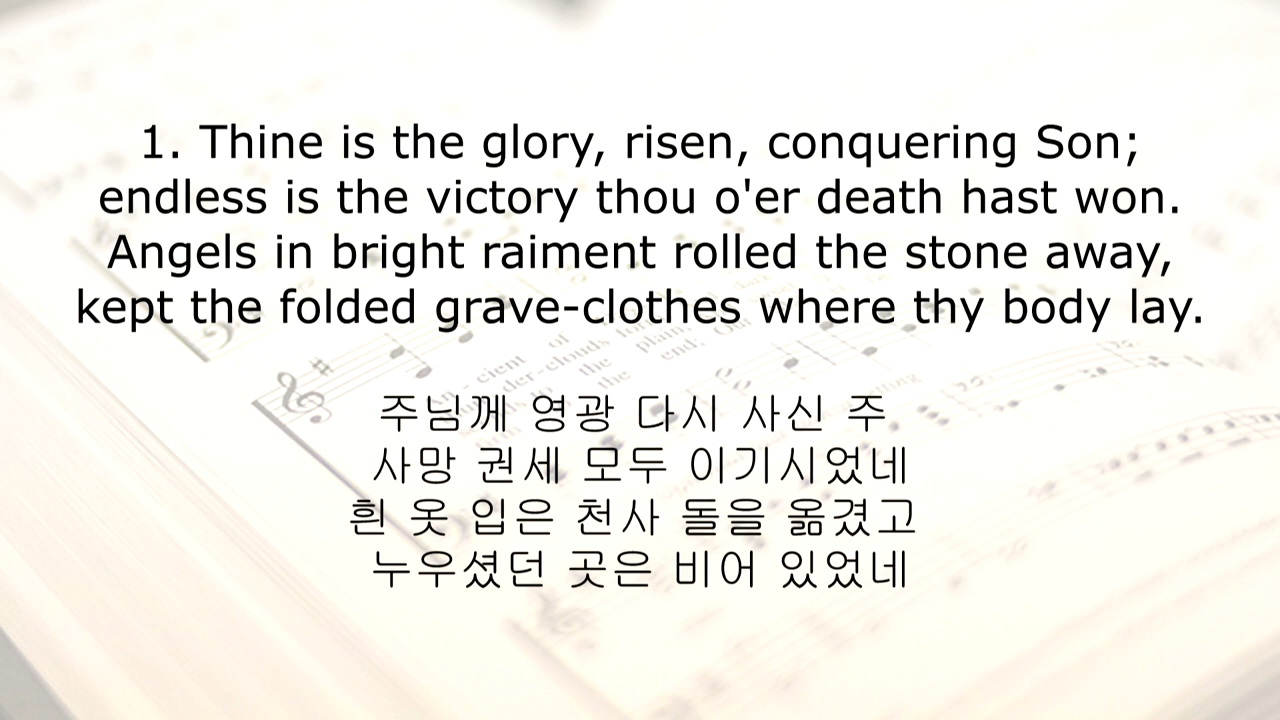 1. Thine is the glory, risen, conquering Son;
endless is the victory thou o'er death hast won.
Angels in bright raiment rolled the stone away,
kept the folded grave-clothes where thy body lay.
주님께 영광 다시 사신 주
사망 권세 모두 이기시었네
흰 옷 입은 천사 돌을 옮겼고
누우셨던 곳은 비어 있었네